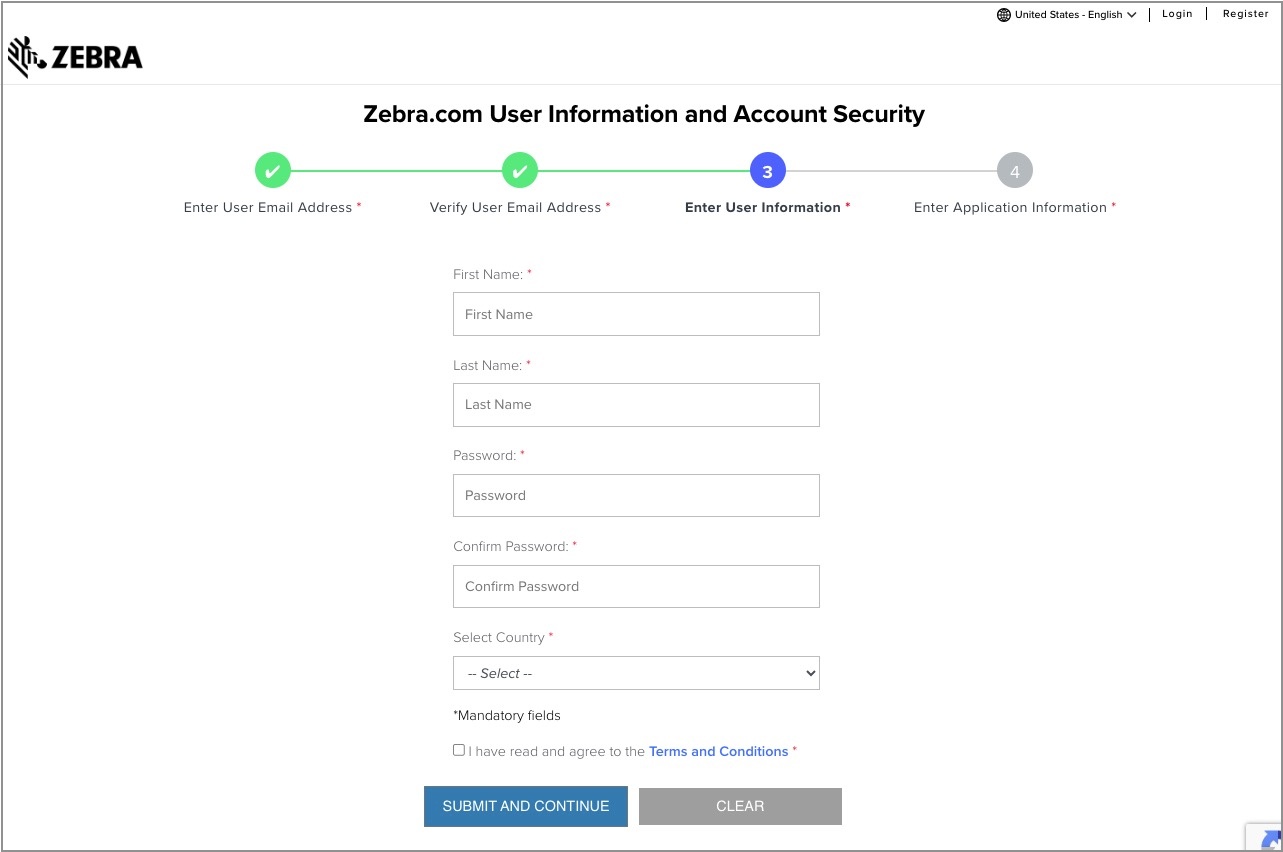 United States - English
Login
Register
ZEBRA
Zebra.com User Information and Account Security
3
4
Enter User Email Address *
Verify User Email Address *
Enter User Information *
Enter Application Information *
First Name: *
First Name
Last Name: *
Last Name
Password: *
Password
Confirm Password: *
Confirm Password
Select Country *
-- Select --
*Mandatory fields
I have read and agree to the Terms and Conditions *
SUBMIT AND CONTINUE
CLEAR